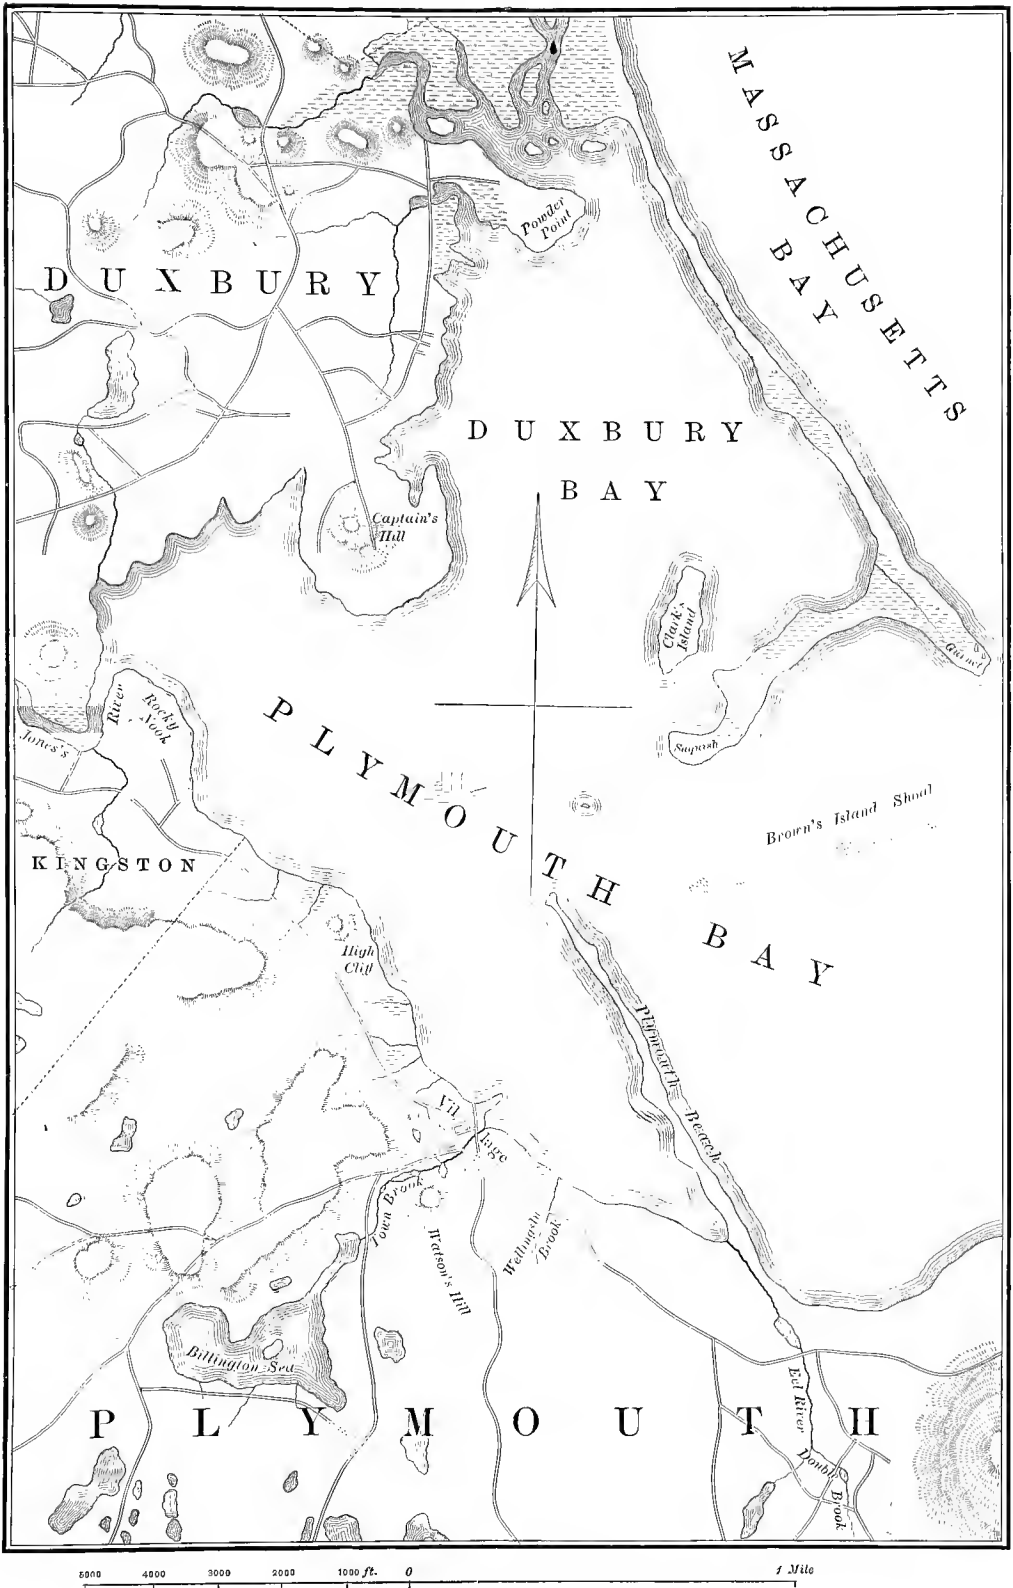 MASSACHUSETTS
BAY
Powder
Point
DUXBURY
DUXBURY
BAY
Captain's
Hill
Clark's
Island
Gurnet
River
Rocky
Nook
Jones's
PLYMOUTH BAY
Saquish
Brown's Island Shoal
KINGSTON
High
Cliff
Plymouth Beach
Vil
lage
Town Brook
Watson's Hill
Wellingsly
Brook
Billington Sea
Eel River
PLYMOUTH
Double
Brook
5000 4000 3000 2000 1000 ft. 0 1 Mile